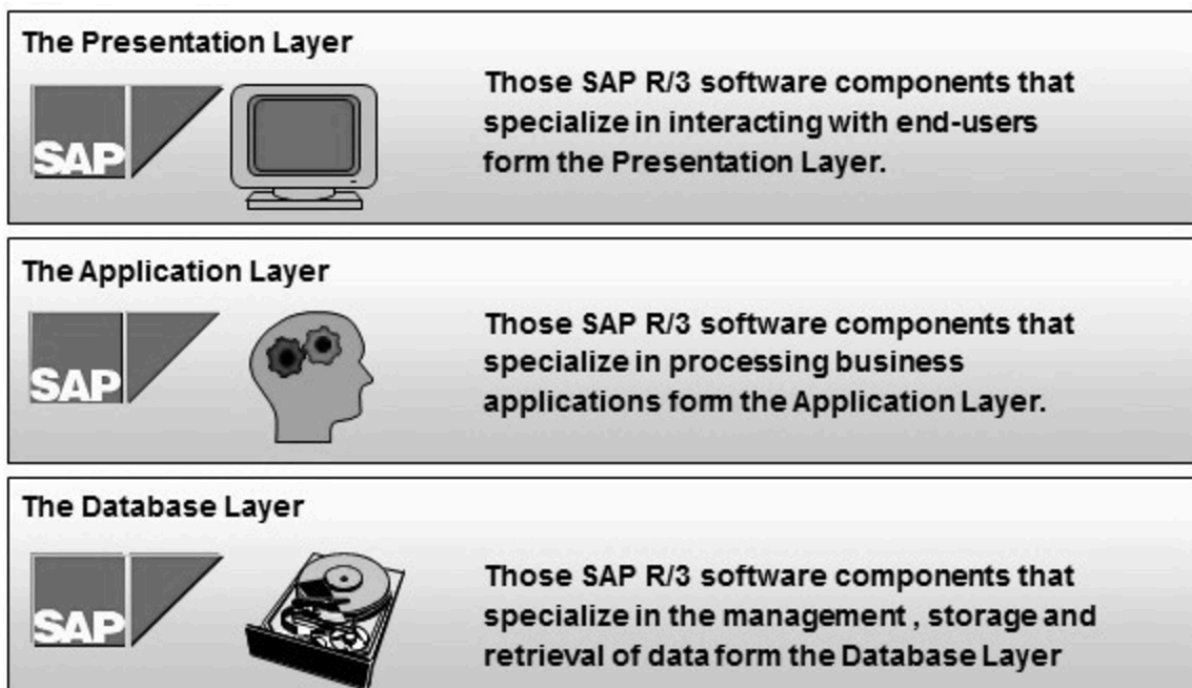 The Presentation Layer
SAP
Those SAP R/3 software components that
specialize in interacting with end-users
form the Presentation Layer.
The Application Layer
SAP
Those SAP R/3 software components that
specialize in processing business
applications form the Application Layer.
The Database Layer
SAP
Those SAP R/3 software components that
specialize in the management , storage and
retrieval of data form the Database Layer